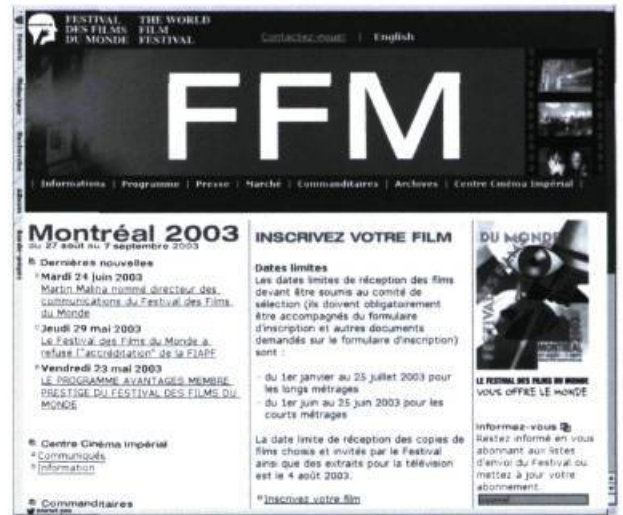 FESTIVAL DES FILMS DU MONDE
THE WORLD FILM FESTIVAL
Contactez-nous! | English
FFM
| Informations | Programme | Presse | Marché | Commanditaires | Archives | Centre Cinéma Impérial |
Montréal 2003
du 27 août au 7 septembre 2003
Dernières nouvelles
Mardi 24 juin 2003
Martin Malina nommé directeur des
communications du Festival des Films
du Monde
Jeudi 29 mai 2003
Le Festival des Films du Monde a
refusé l'"accréditation" de la FIAPF
Vendredi 23 mai 2003
LE PROGRAMME AVANTAGES MEMBRE
PRESTIGE DU FESTIVAL DES FILMS DU
MONDE
Centre Cinéma Impérial
Communiqués
Information
Commanditaires
INSCRIVEZ VOTRE FILM
Dates limites
Les dates limites de réception des films
devant être soumis au comité de
sélection (ils doivent obligatoirement
être accompagnés du formulaire
d'inscription et autres documents
demandés sur le formulaire d'inscription)
sont :
- du 1er janvier au 25 juillet 2003 pour
les longs métrages
- du 1er juin au 25 juin 2003 pour les
courts métrages
La date limite de réception des copies de
films choisis et invités par le Festival
ainsi que des extraits pour la télévision
est le 4 août 2003.
Inscrivez votre film
DU MONDE
FESTIVAL
MONTRÉAL
LE FESTIVAL DES FILMS DU MONDE
VOUS OFFRE LE MONDE
Informez-vous
Restez informé en vous
abonnant aux listes
d'envoi du Festival ou
mettez à jour votre
abonnement.